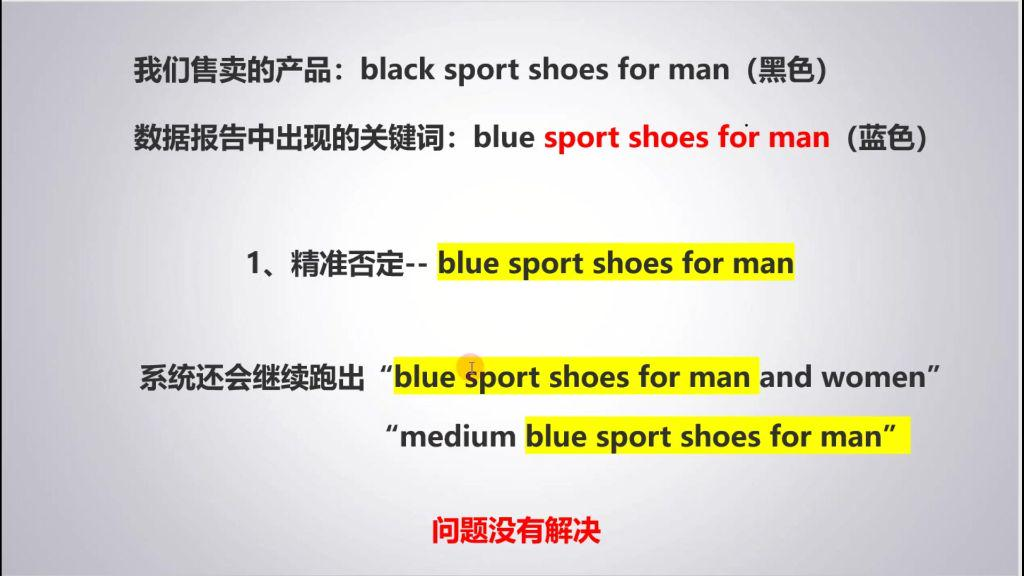 我们售卖的产品：black sport shoes for man（黑色）
数据报告中出现的关键词：blue sport shoes for man（蓝色）
1、精准否定-- blue sport shoes for man
系统还会继续跑出“blue sport shoes for man and women”
“medium blue sport shoes for man”
问题没有解决